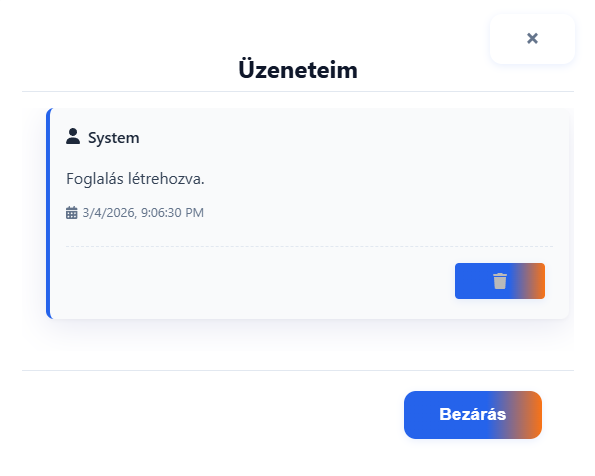 Üzeneteim
System
Foglalás létrehozva.
3/4/2026, 9:06:30 PM
Bezárás